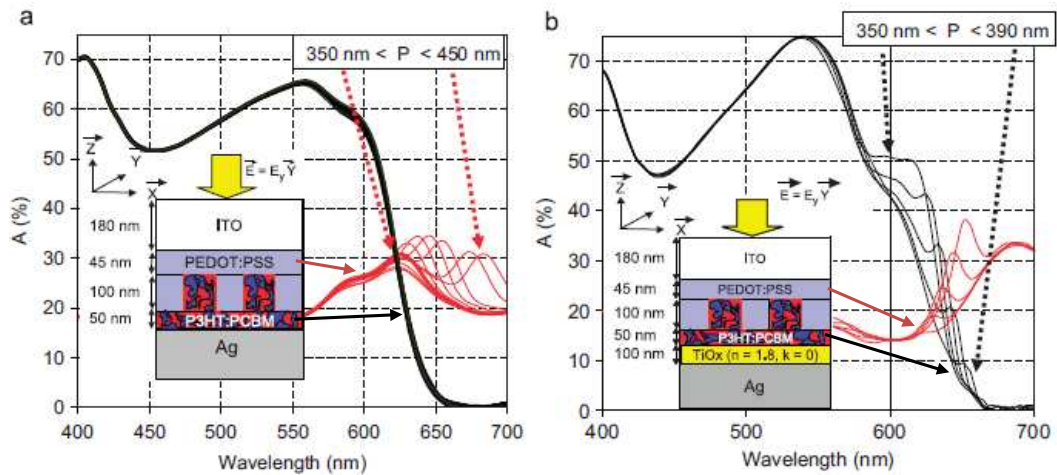 a
350 nm < P < 450 nm
A (%)
80
70
60
50
40
30
20
10
0
Z
Y
X
E = EyY
180 nm
ITO
45 nm
PEDOT:PSS
100 nm
50 nm
P3HT:PCBM
Ag
400 450 500 550 600 650 700
Wavelength (nm)
b
350 nm < P < 390 nm
A (%)
80
70
60
50
40
30
20
10
0
Z
Y
X
E = EyY
180 nm
ITO
45 nm
PEDOT:PSS
100 nm
50 nm
P3HT:PCBM
100 nm
TiOx (n = 1.8, k = 0)
Ag
400 500 600 700
Wavelength (nm)